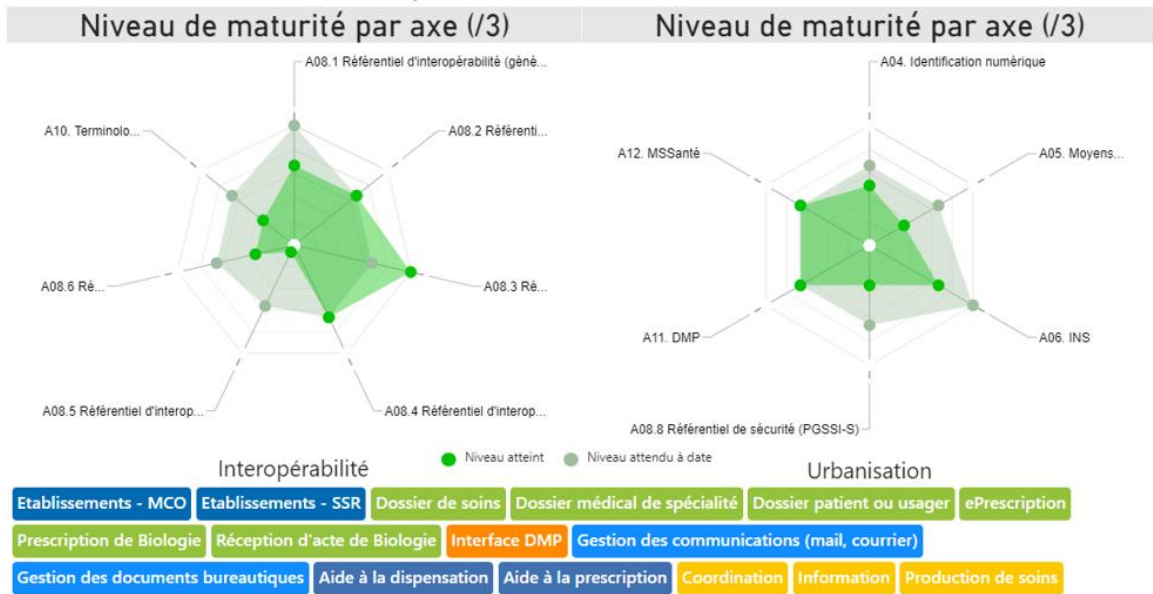 Niveau de maturité par axe (/3)
Niveau de maturité par axe (/3)
A08.1 Référentiel d'interopérabilité (géné...
A10. Terminolo...
A08.2 Référenti...
A08.6 Ré...
A08.3 Ré...
A08.5 Référentiel d'interop...
A08.4 Référentiel d'interop...
A04. Identification numérique
A12. MSSanté
A05. Moyens...
A11. DMP
A06. INS
A08.8 Référentiel de sécurité (PGSSI-S)
Interopérabilité
Niveau atteint
Niveau attendu à date
Urbanisation
Etablissements - MCO
Etablissements - SSR
Dossier de soins
Dossier médical de spécialité
Dossier patient ou usager
ePrescription
Prescription de Biologie
Réception d'acte de Biologie
Interface DMP
Gestion des communications (mail, courrier)
Gestion des documents bureautiques
Aide à la dispensation
Aide à la prescription
Coordination
Information
Production de soins